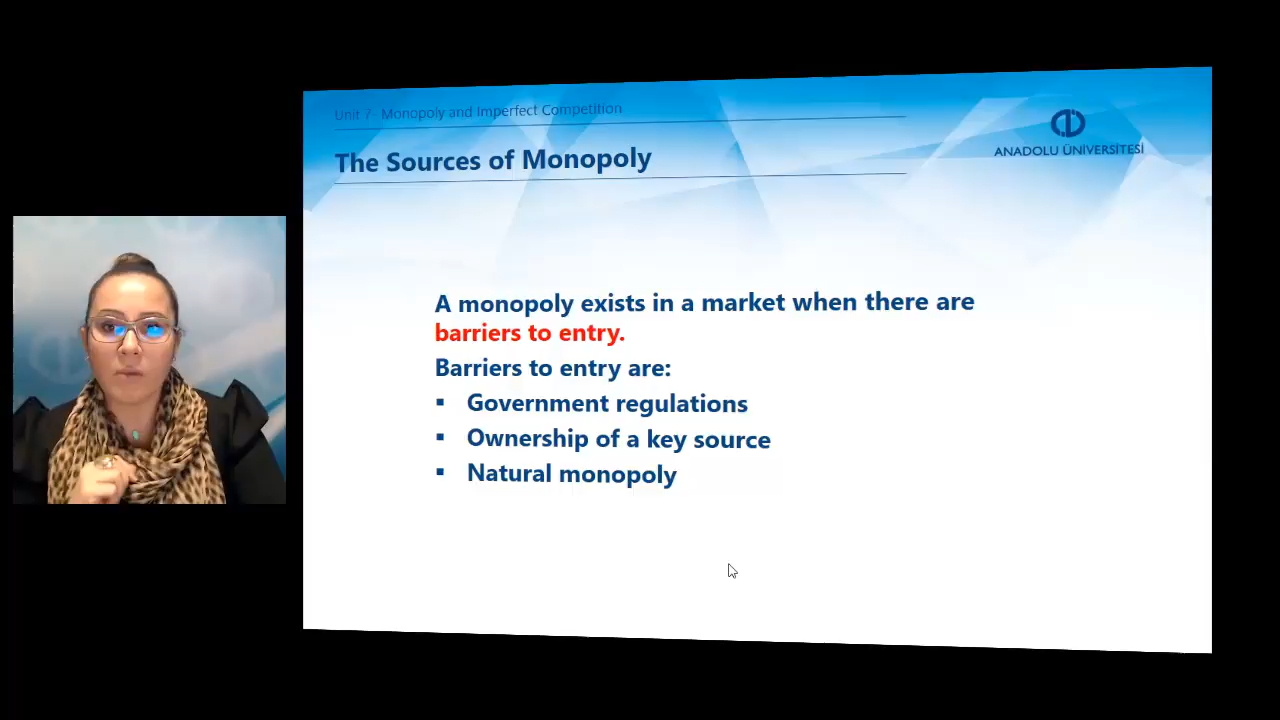 Unit 7- Monopoly and Imperfect Competition
The Sources of Monopoly
ANADOLU ÜNİVERSİTESİ
A monopoly exists in a market when there are
barriers to entry.
Barriers to entry are:
▪ Government regulations
▪ Ownership of a key source
▪ Natural monopoly